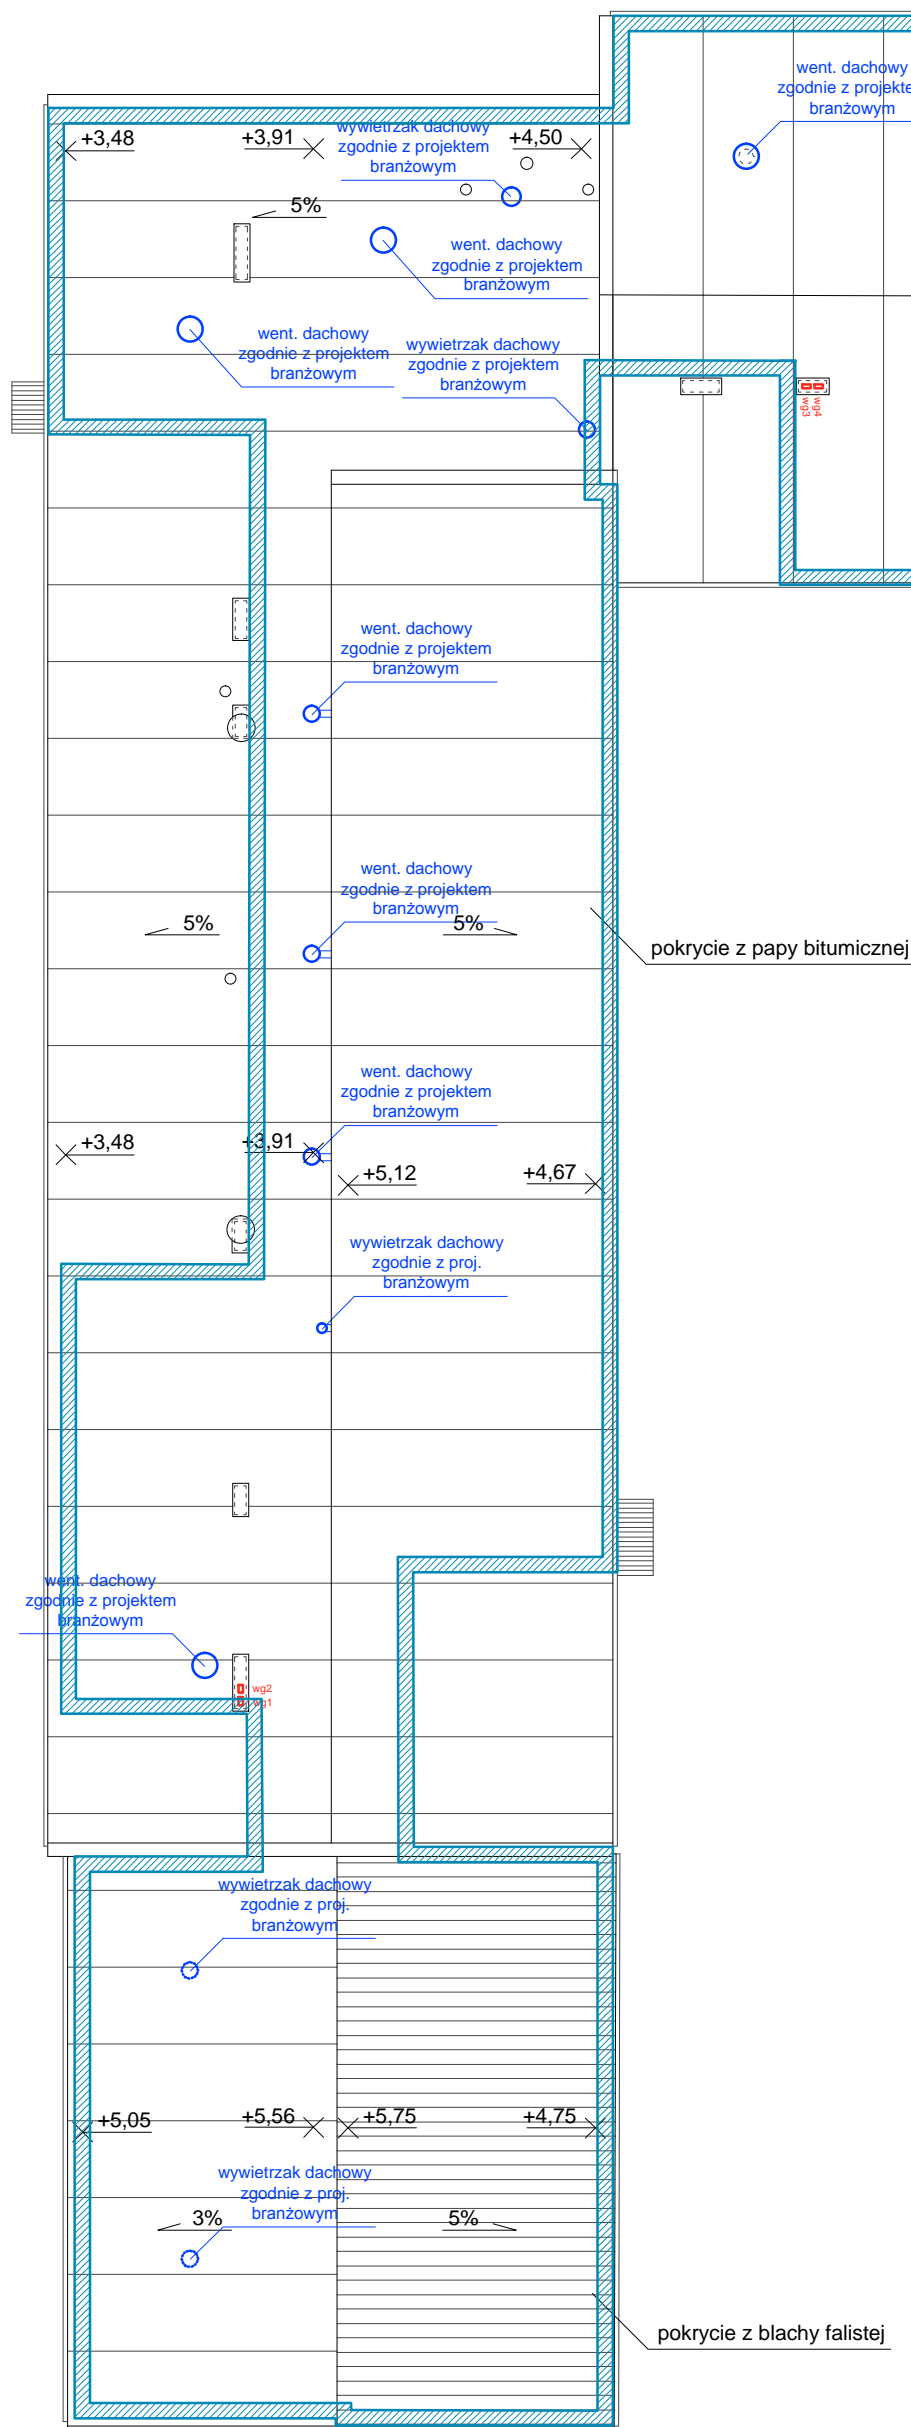 went. dachowy
zgodnie z projekte
branżowym
+3,48
+3,91
wywietrzak dachowy
zgodnie z projektem
branżowym
+4,50
5%
went. dachowy
zgodnie z projektem
branżowym
went. dachowy
zgodnie z projektem
branżowym
wywietrzak dachowy
zgodnie z projektem
branżowym
wg3
wg4
went. dachowy
zgodnie z projektem
branżowym
went. dachowy
zgodnie z projektem
branżowym
5%
5%
pokrycie z papy bitumicznej
went. dachowy
zgodnie z projektem
branżowym
+3,48
+3,91
+5,12
+4,67
wywietrzak dachowy
zgodnie z proj.
branżowym
went. dachowy
zgodnie z projektem
branżowym
wg2
wg1
wywietrzak dachowy
zgodnie z proj.
branżowym
+5,05
+5,56
+5,75
+4,75
wywietrzak dachowy
zgodnie z proj.
branżowym
3%
5%
pokrycie z blachy falistej